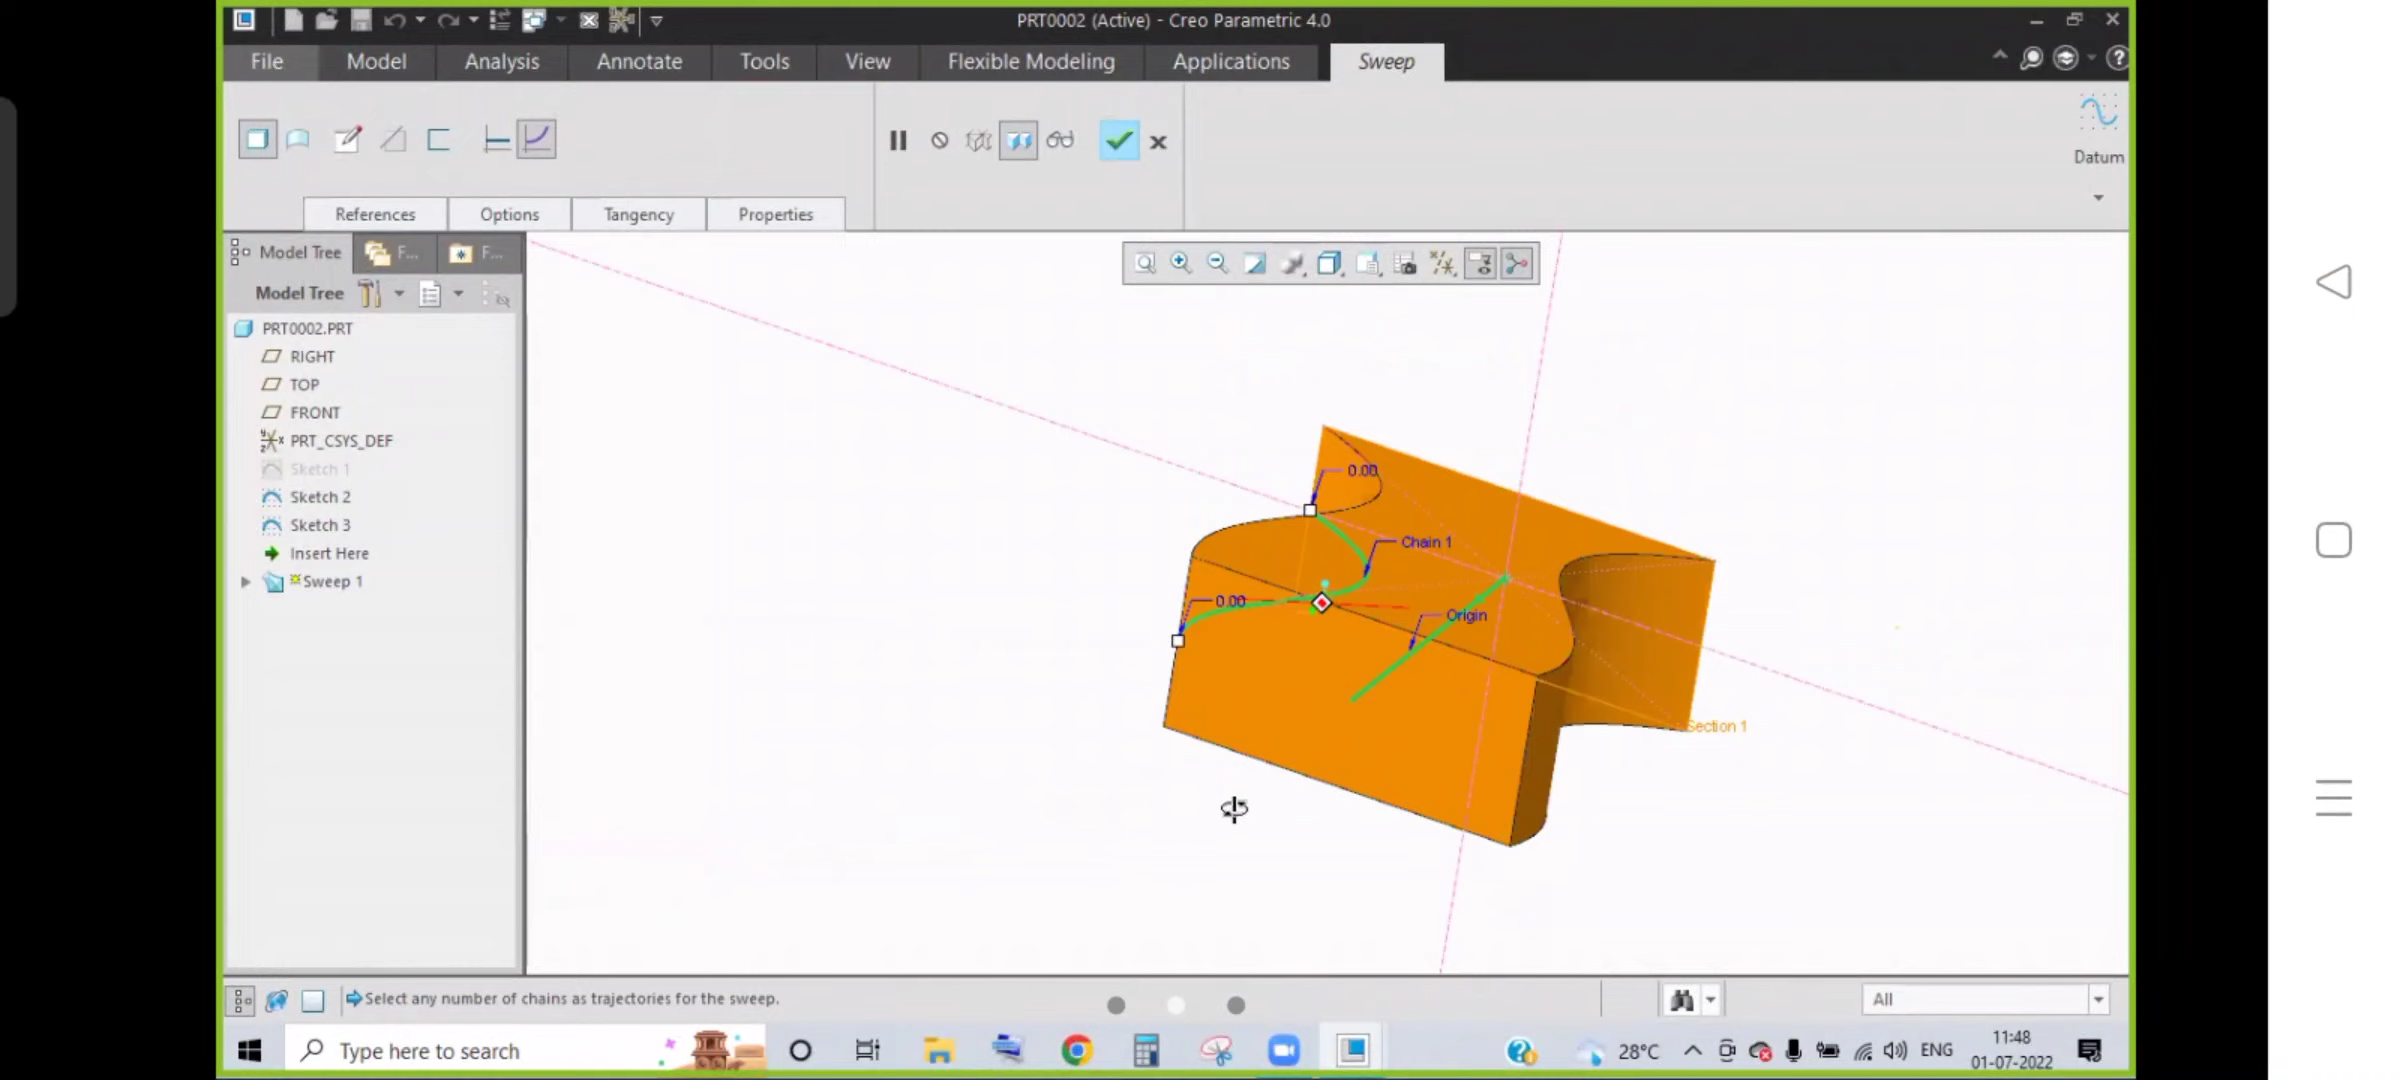 PRT0002 (Active) - Creo Parametric 4.0
File Model Analysis Annotate Tools View Flexible Modeling Applications Sweep
Datum
References Options Tangency Properties
Model Tree F... F...
Model Tree
PRT0002.PRT
RIGHT
TOP
FRONT
PRT_CSYS_DEF
Sketch 1
Sketch 2
Sketch 3
Insert Here
Sweep 1
0.00
Chain 1
0.00
Origin
Section 1
Select any number of chains as trajectories for the sweep.
All
Type here to search
28°C
ENG
11:48
01-07-2022